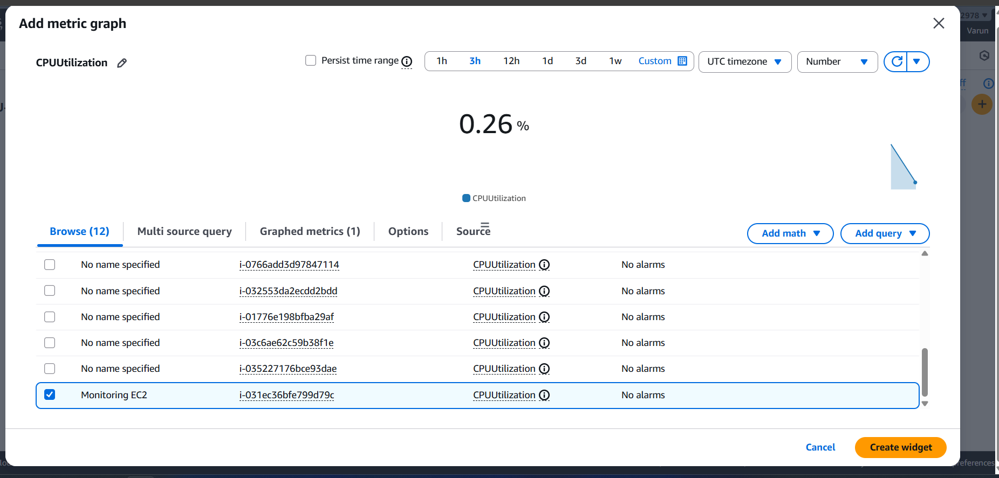 Add metric graph
2978
Varun
CPUUtilization
Persist time range
1h 3h 12h 1d 3d 1w Custom
UTC timezone
Number
ff
0.26 %
CPUUtilization
Browse (12) Multi source query Graphed metrics (1) Options Source
Add math Add query
No name specified i-0766add3d97847114 CPUUtilization No alarms
No name specified i-032553da2ecdd2bdd CPUUtilization No alarms
No name specified i-01776e198bfba29af CPUUtilization No alarms
No name specified i-03c6ae62c59b38f1e CPUUtilization No alarms
No name specified i-035227176bce93dae CPUUtilization No alarms
Monitoring EC2 i-031ec36bfe799d79c CPUUtilization No alarms
Cancel Create widget
references